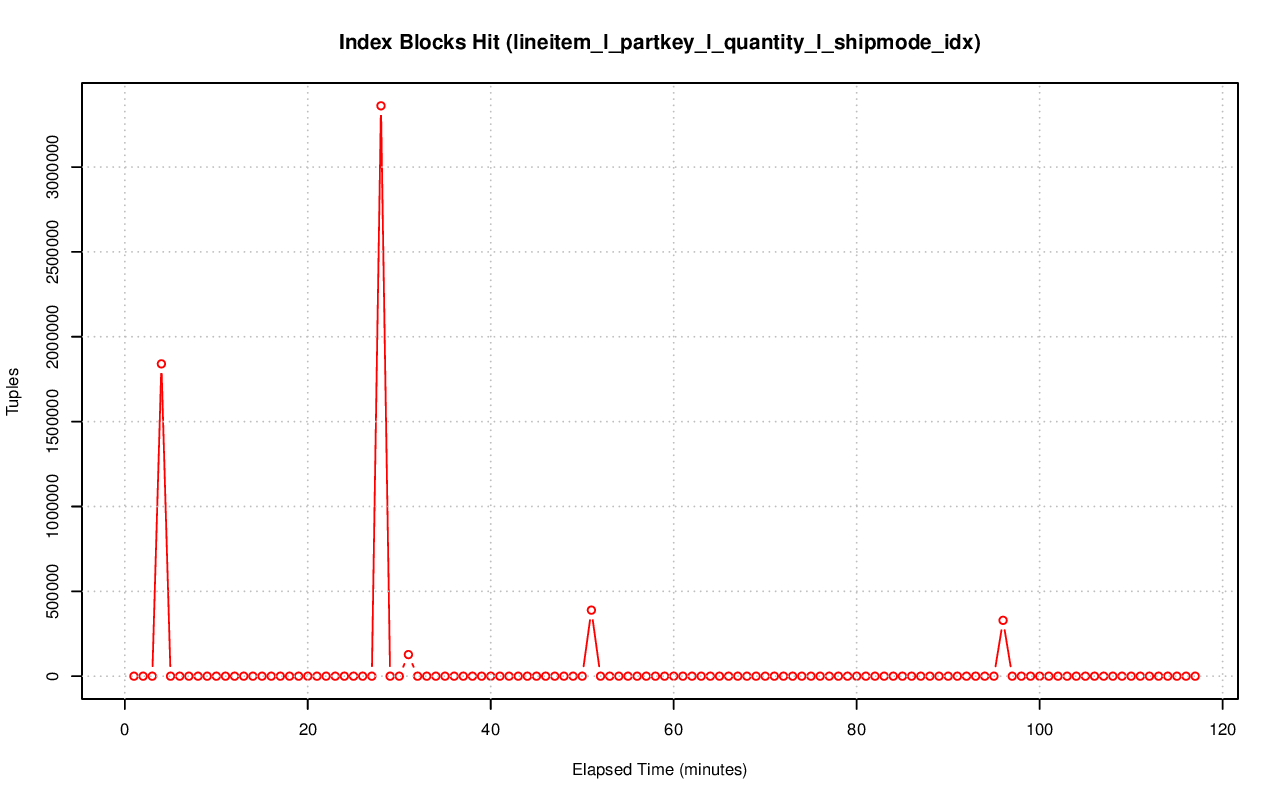 Index Blocks Hit (lineitem_l_partkey_l_quantity_l_shipmode_idx)
Tuples
3000000
2500000
2000000
1500000
1000000
500000
0
0 20 40 60 80 100 120
Elapsed Time (minutes)